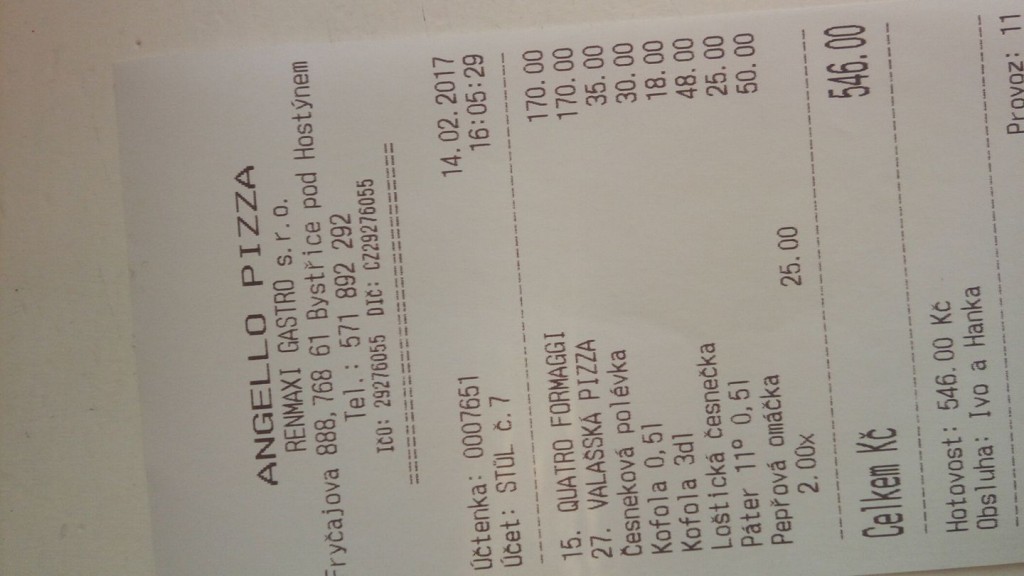 ANGELLO PIZZA
RENMAXI GASTRO s.r.o.
Fryčajova 888, 768 61 Bystřice pod Hostýnem
Tel.: 571 892 292
IČO: 29276055 DIČ: CZ29276055
Účtenka: 0007651 14.02.2017
Účet: STŮL č.7 16:05:29
15. QUATRO FORMAGGI 170.00
27. VALAŠSKÁ PIZZA 170.00
Česneková polévka 35.00
Kofola 0,5l 30.00
Kofola 3dl 18.00
Loštická česnečka 48.00
Páter 11° 0,5l 25.00
Pepřová omáčka 50.00
2.00x 25.00
Celkem Kč 546.00
Hotovost: 546.00 Kč
Obsluha: Ivo a Hanka
Provoz: 11